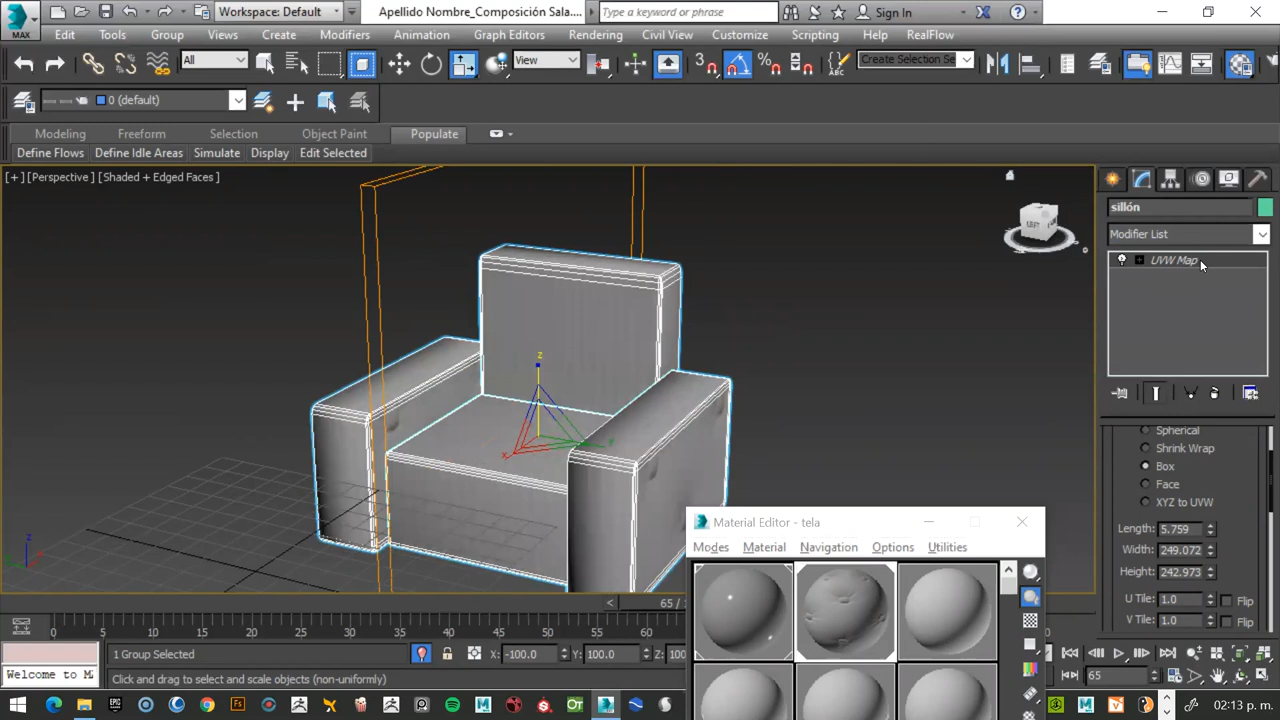 MAX
Workspace: Default
Apellido Nombre_Composición Sala....
Type a keyword or phrase
Sign In
Edit Tools Group Views Create Modifiers Animation Graph Editors Rendering Civil View Customize Scripting Help RealFlow
All
View
3
Create Selection Se
ABC
0 (default)
Modeling Freeform Selection Object Paint Populate
Define Flows Define Idle Areas Simulate Display Edit Selected
[+] [Perspective ] [Shaded + Edged Faces ]
sillón
Modifier List
UVW Map
z
x
y
z
Spherical
Shrink Wrap
Box
Face
XYZ to UVW
Length: 5.759
Width: 249.072
Height: 242.973
U Tile: 1.0 Flip
V Tile: 1.0 Flip
Material Editor - tela
Modes Material Navigation Options Utilities
65 /
0 5 10 15 20 25 30 35 40 45 50 55 60
1 Group Selected
X: -100.0 Y: 100.0 Z: 100
Welcome to M
Click and drag to select and scale objects (non-uniformly)
65
02:13 p. m.